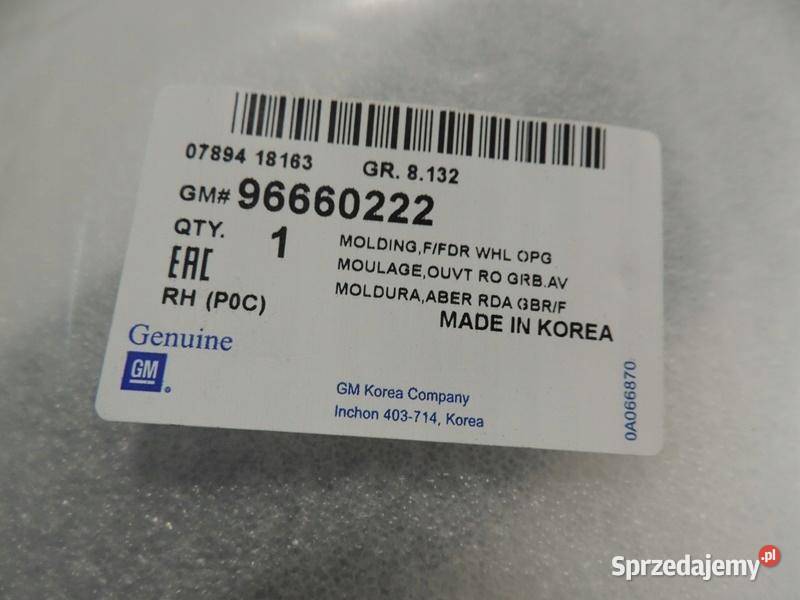 07894 18163 GR. 8.132
GM# 96660222
QTY. 1 MOLDING,F/FDR WHL OPG
EAC MOULAGE,OUVT RO GRB.AV
RH (P0C) MOLDURA,ABER RDA GBR/F
MADE IN KOREA
Genuine
GM
GM Korea Company
Inchon 403-714, Korea
0A066870
Sprzedajemy.pl